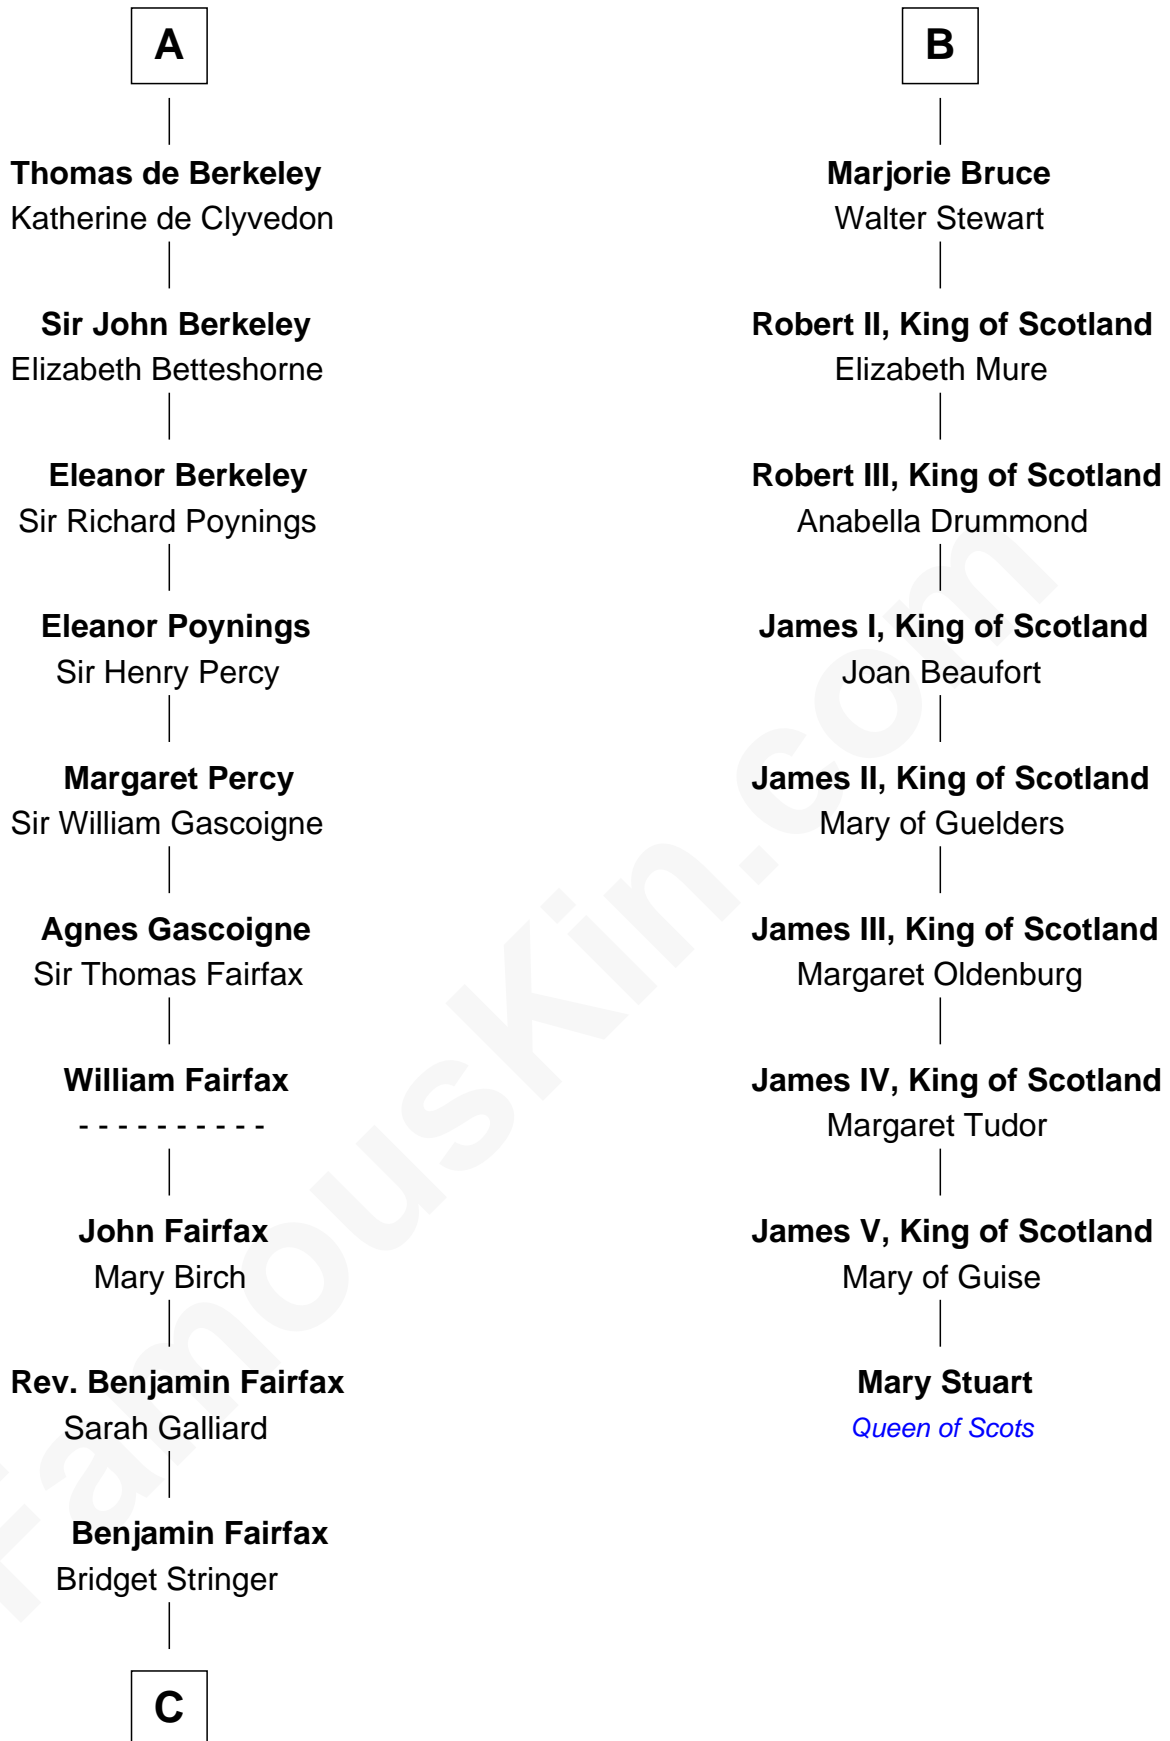 A
Thomas de Berkeley
Katherine de Clyvedon
Sir John Berkeley
Elizabeth Betteshorne
Eleanor Berkeley
Sir Richard Poynings
Eleanor Poynings
Sir Henry Percy
Margaret Percy
Sir William Gascoigne
Agnes Gascoigne
Sir Thomas Fairfax
William Fairfax
- - - - - - - - - -
John Fairfax
Mary Birch
Rev. Benjamin Fairfax
Sarah Galliard
Benjamin Fairfax
Bridget Stringer
C
B
Marjorie Bruce
Walter Stewart
Robert II, King of Scotland
Elizabeth Mure
Robert III, King of Scotland
Anabella Drummond
James I, King of Scotland
Joan Beaufort
James II, King of Scotland
Mary of Guelders
James III, King of Scotland
Margaret Oldenburg
James IV, King of Scotland
Margaret Tudor
James V, King of Scotland
Mary of Guise
Mary Stuart
Queen of Scots
FamousKin.com